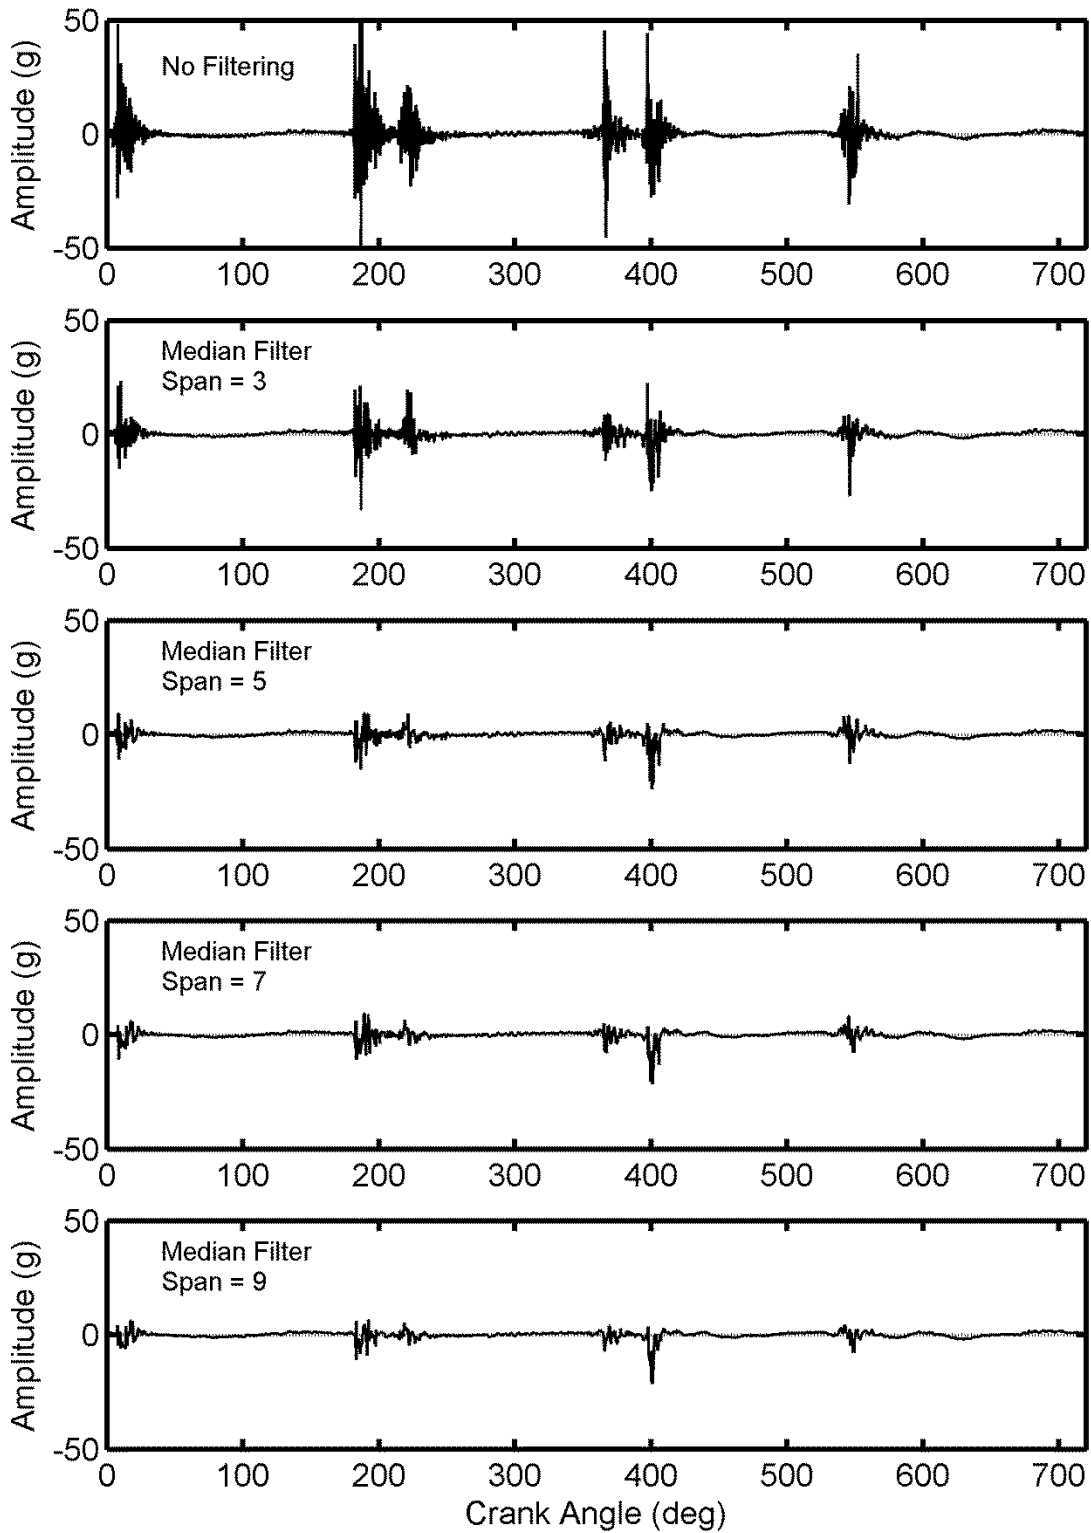 50
Amplitude (g)
No Filtering
0
-50
0 100 200 300 400 500 600 700
50
Amplitude (g)
Median Filter
Span = 3
0
-50
0 100 200 300 400 500 600 700
50
Amplitude (g)
Median Filter
Span = 5
0
-50
0 100 200 300 400 500 600 700
50
Amplitude (g)
Median Filter
Span = 7
0
-50
0 100 200 300 400 500 600 700
50
Amplitude (g)
Median Filter
Span = 9
0
-50
0 100 200 300 400 500 600 700
Crank Angle (deg)